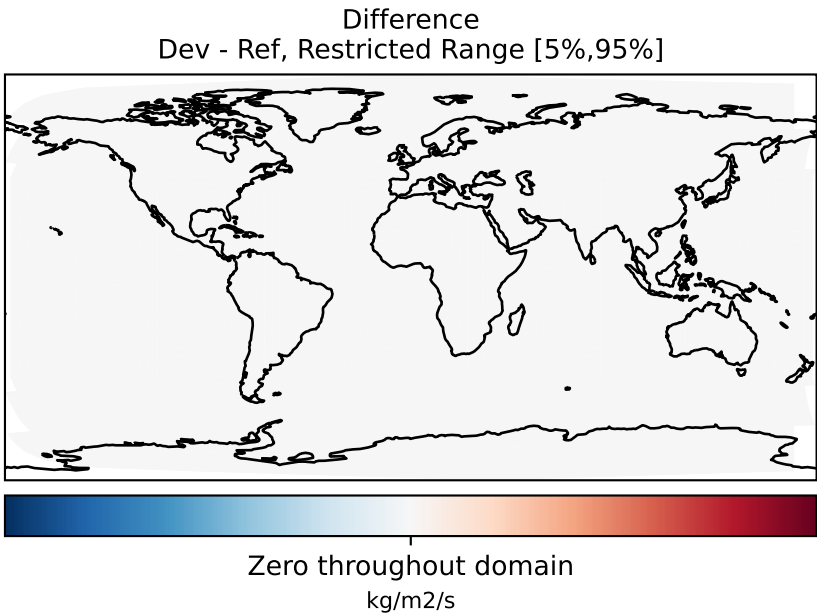 Difference
Dev - Ref, Restricted Range [5%,95%]
Zero throughout domain
kg/m2/s